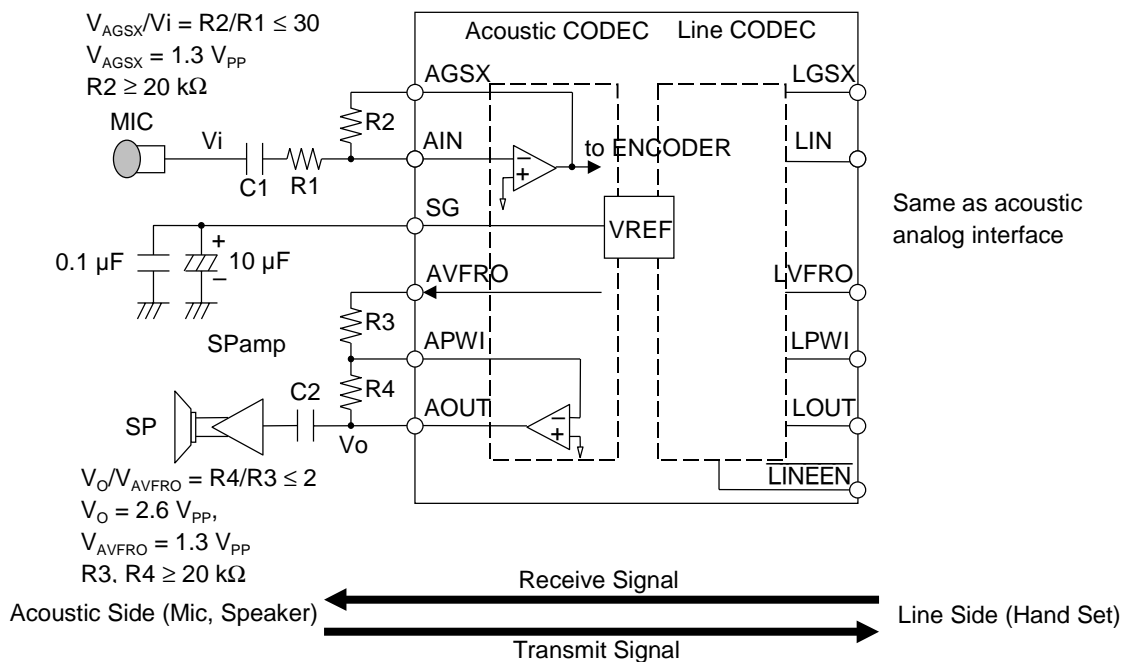 V_AGSX/Vi = R2/R1 ≤ 30
V_AGSX = 1.3 V_PP
R2 ≥ 20 kΩ
Acoustic CODEC
Line CODEC
AGSX
LGSX
MIC
Vi
R2
AIN
to ENCODER
LIN
C1
R1
SG
VREF
Same as acoustic
analog interface
0.1 µF
+
10 µF
−
AVFRO
LVFRO
R3
SPamp
APWI
LPWI
C2
R4
SP
AOUT
LOUT
Vo
−
+
−
+
LINEEN
V_O/V_AVFRO = R4/R3 ≤ 2
V_O = 2.6 V_PP,
V_AVFRO = 1.3 V_PP
R3, R4 ≥ 20 kΩ
Receive Signal
Acoustic Side (Mic, Speaker)
Line Side (Hand Set)
Transmit Signal